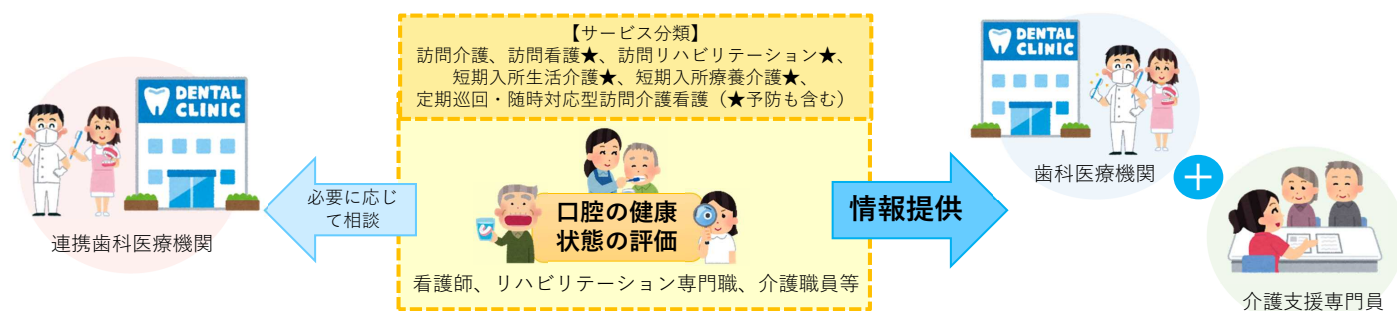 【サービス分類】
訪問介護、訪問看護★、訪問リハビリテーション★、
短期入所生活介護★、短期入所療養介護★、
定期巡回・随時対応型訪問介護看護（★予防も含む）
DENTAL
CLINIC
連携歯科医療機関
必要に応じ
て相談
口腔の健康
状態の評価
看護師、リハビリテーション専門職、介護職員等
情報提供
DENTAL
CLINIC
歯科医療機関
+
介護支援専門員